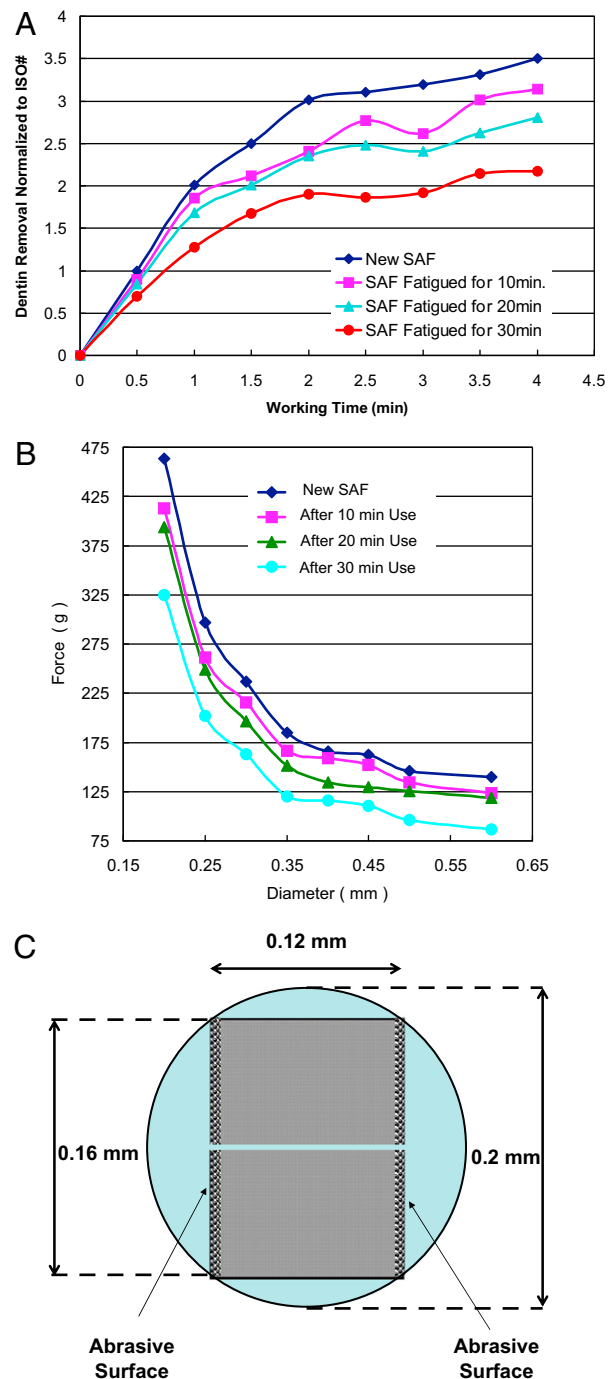 A
Dentin Removal Normalized to ISO#
4
3.5
3
2.5
2
1.5
1
0.5
0
New SAF
SAF Fatigued for 10min.
SAF Fatigued for 20min
SAF Fatigued for 30min
0 0.5 1 1.5 2 2.5 3 3.5 4 4.5
Working Time (min)
B
Force ( g )
475
425
375
325
275
225
175
125
75
New SAF
After 10 min Use
After 20 min Use
After 30 min Use
0.15 0.25 0.35 0.45 0.55 0.65
Diameter ( mm )
C
0.12 mm
0.16 mm
0.2 mm
Abrasive
Surface
Abrasive
Surface